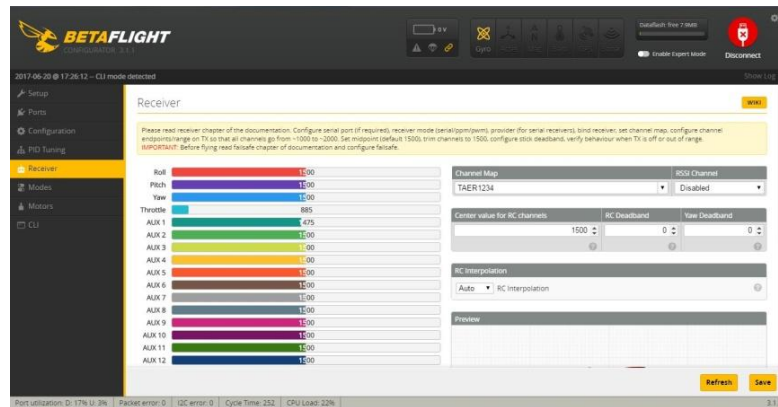 BETAFLIGHT
CONFIGURATOR 3.1.1
0 V
Gyro
Dataflash: free 7.9MB
Enable Expert Mode
Disconnect
2017-06-20 @ 17:26:12 -- CLI mode detected
Show Log
Setup
Ports
Configuration
PID Tuning
Receiver
Modes
Motors
CLI
Receiver
WIKI
Please read receiver chapter of the documentation. Configure serial port (if required), receiver mode (serial/ppm/pwm), provider (for serial receivers), bind receiver, set channel map, configure channel
endpoints/range on TX so that all channels go from ~1000 to ~2000. Set midpoint (default 1500), trim channels to 1500, configure stick deadband, verify behaviour when TX is off or out of range.
IMPORTANT: Before flying read failsafe chapter of documentation and configure failsafe.
Roll 1500
Pitch 1500
Yaw 1500
Throttle 885
AUX 1 1475
AUX 2 1500
AUX 3 1500
AUX 4 1500
AUX 5 1500
AUX 6 1500
AUX 7 1500
AUX 8 1500
AUX 9 1500
AUX 10 1500
AUX 11 1500
AUX 12 1500
Channel Map RSSI Channel
TAER1234 Disabled
Center value for RC channels RC Deadband Yaw Deadband
1500 0 0
RC Interpolation
Auto RC Interpolation
Preview
Refresh Save
Port utilization: D: 17% U: 3% Packet error: 0 I2C error: 0 Cycle Time: 252 CPU Load: 22%